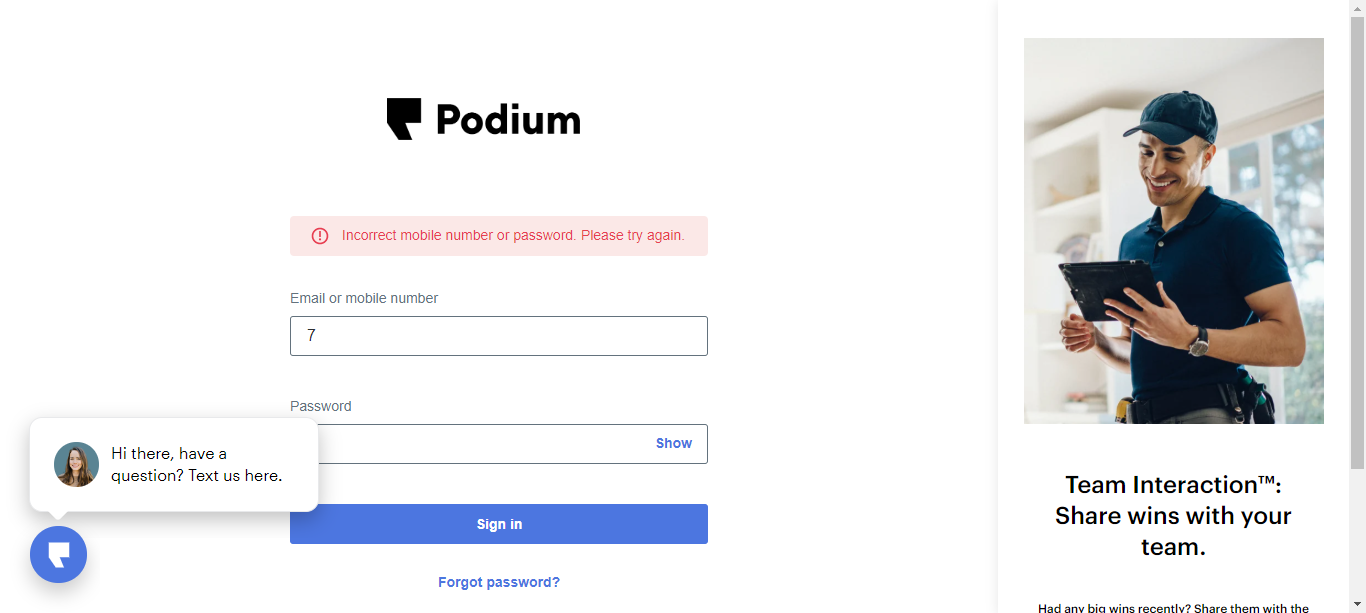 Podium
Incorrect mobile number or password. Please try again.
Email or mobile number
7
Password
Show
Hi there, have a
question? Text us here.
Sign in
Forgot password?
Team Interaction™:
Share wins with your
team.
Had any big wins recently? Share them with the